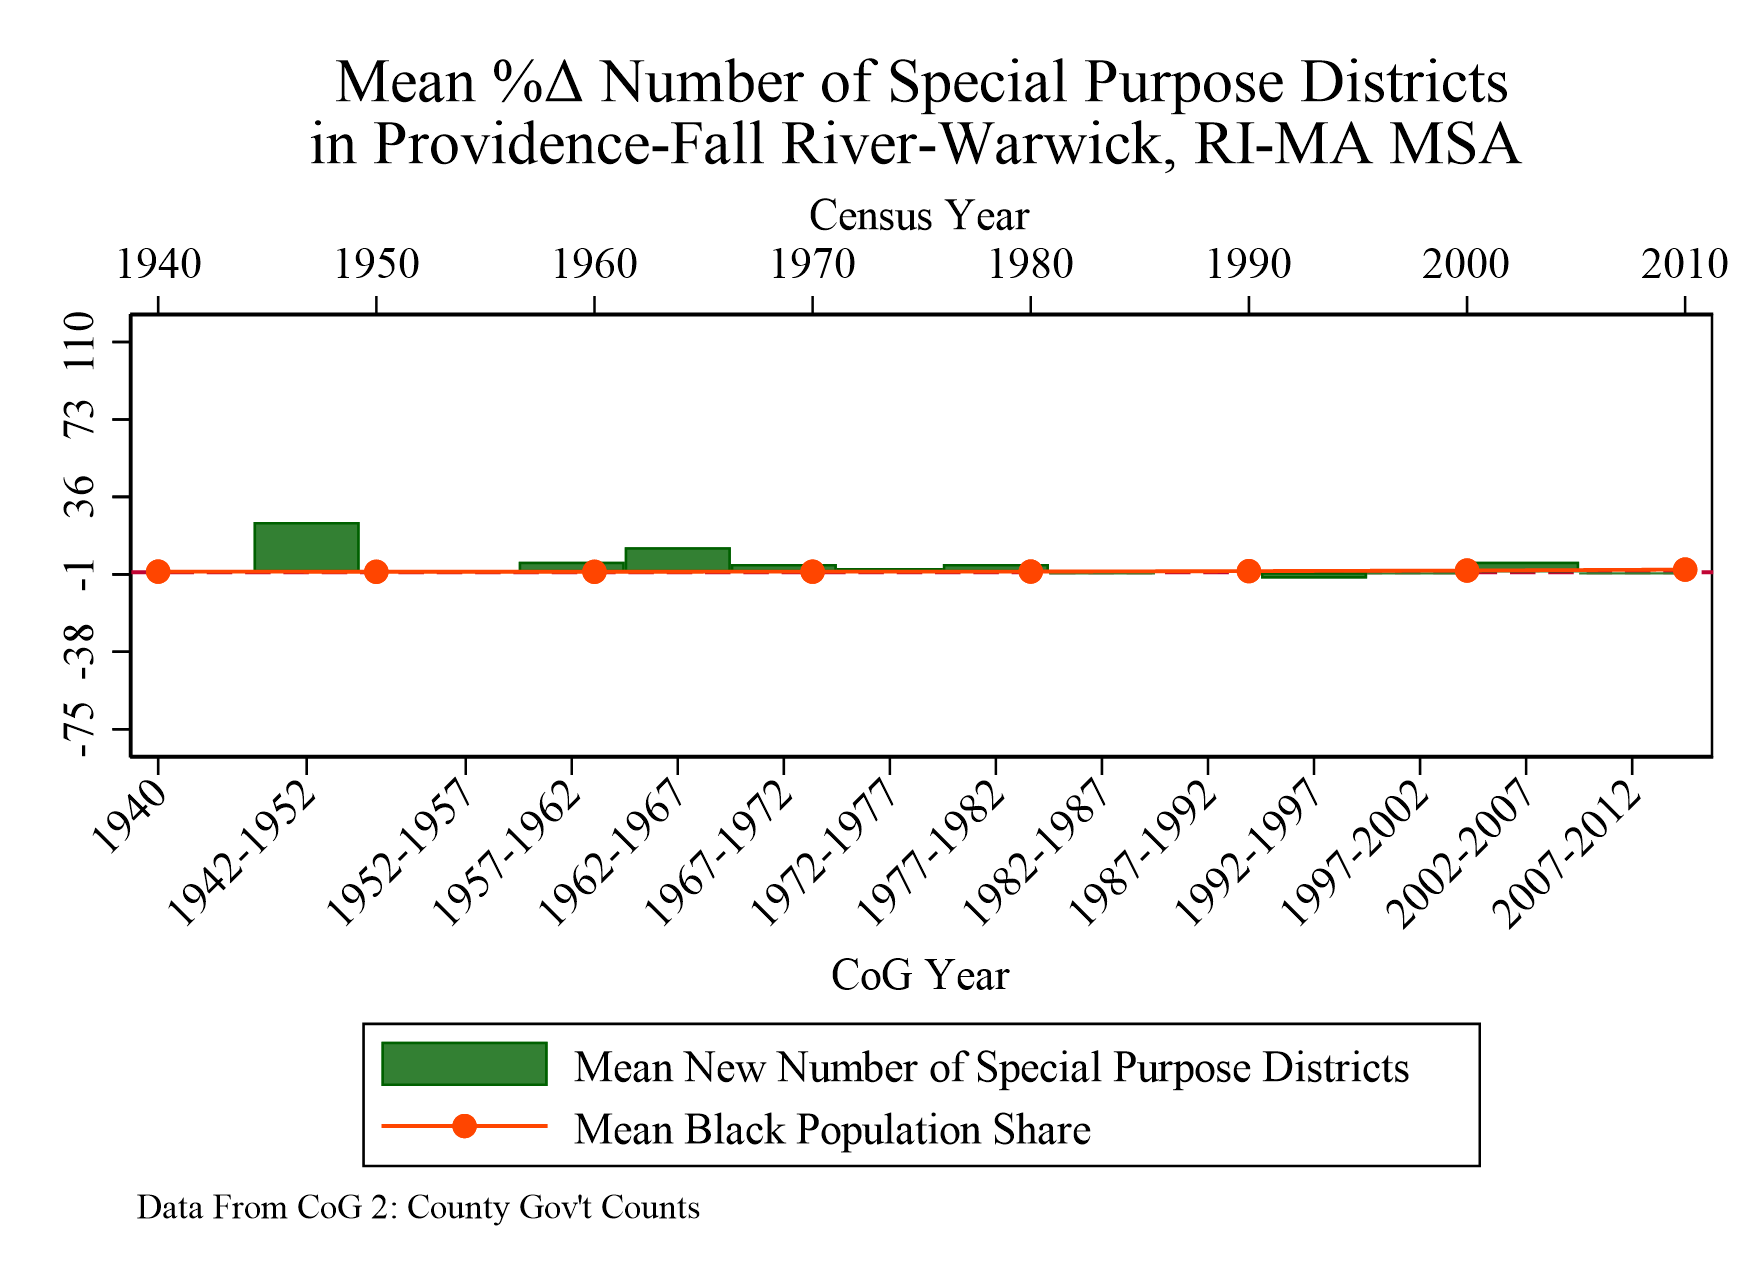 Mean %Δ Number of Special Purpose Districts
in Providence-Fall River-Warwick, RI-MA MSA
Census Year
1940 1950 1960 1970 1980 1990 2000 2010
110
73
36
-1
-38
-75
1940
1942-1952
1952-1957
1957-1962
1962-1967
1967-1972
1972-1977
1977-1982
1982-1987
1987-1992
1992-1997
1997-2002
2002-2007
2007-2012
CoG Year
Mean New Number of Special Purpose Districts
Mean Black Population Share
Data From CoG 2: County Gov't Counts